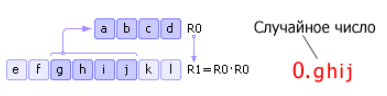 a b c d R0
Случайное число
e f g h i j k l R1=R0·R0
0.ghij